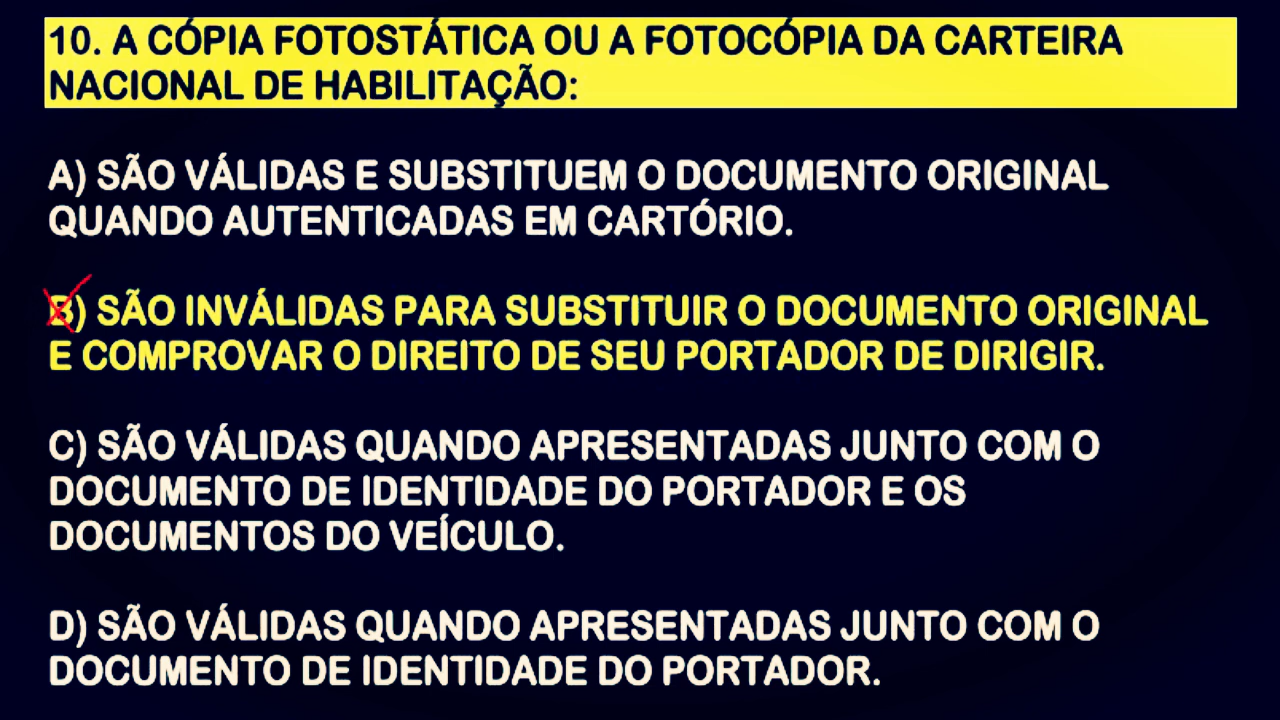 10. A CÓPIA FOTOSTÁTICA OU A FOTOCÓPIA DA CARTEIRA
NACIONAL DE HABILITAÇÃO:
A) SÃO VÁLIDAS E SUBSTITUEM O DOCUMENTO ORIGINAL
QUANDO AUTENTICADAS EM CARTÓRIO.
B) SÃO INVÁLIDAS PARA SUBSTITUIR O DOCUMENTO ORIGINAL
E COMPROVAR O DIREITO DE SEU PORTADOR DE DIRIGIR.
C) SÃO VÁLIDAS QUANDO APRESENTADAS JUNTO COM O
DOCUMENTO DE IDENTIDADE DO PORTADOR E OS
DOCUMENTOS DO VEÍCULO.
D) SÃO VÁLIDAS QUANDO APRESENTADAS JUNTO COM O
DOCUMENTO DE IDENTIDADE DO PORTADOR.